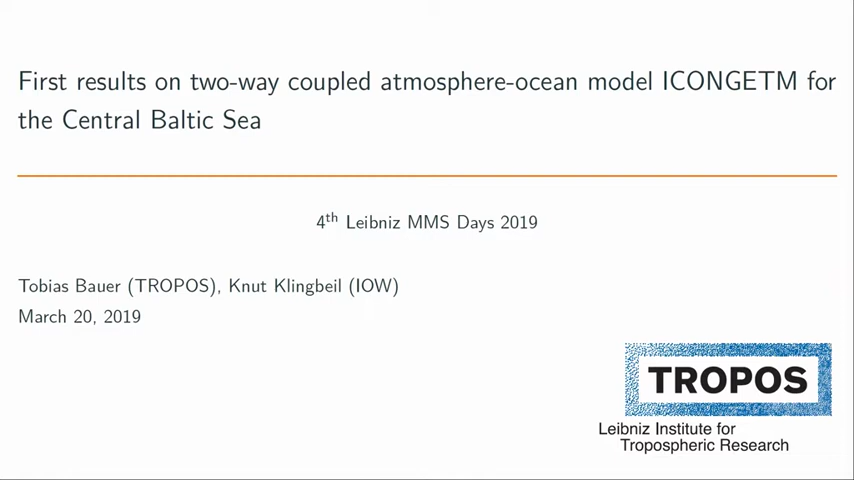 First results on two-way coupled atmosphere-ocean model ICONGETM for
the Central Baltic Sea
4th Leibniz MMS Days 2019
Tobias Bauer (TROPOS), Knut Klingbeil (IOW)
March 20, 2019
TROPOS
Leibniz Institute for
Tropospheric Research